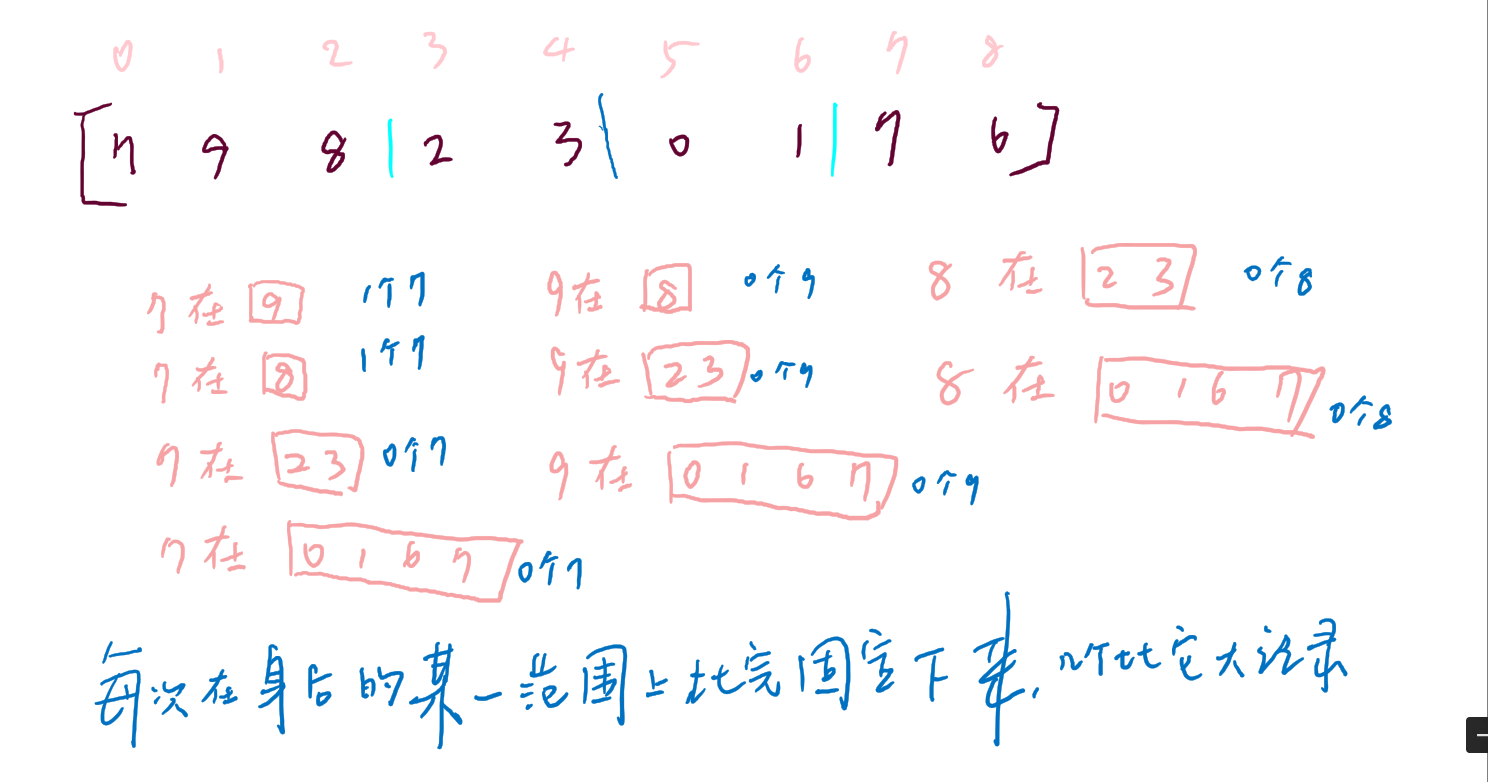 0 1 2 3 4 5 6 7 8
[7 9 8 | 2 3 | 0 1 | 7 6]
7在 9 1个7 9在 8 0个9 8 在 2 3 0个8
7在 8 1个7 9在 2 3 0个9 8 在 0 1 6 7 0个8
7在 2 3 0个7 9在 0 1 6 7 0个9
7在 0 1 6 7 0个7
每次在身后的某一范围上比完固定下来,几个比它大记录